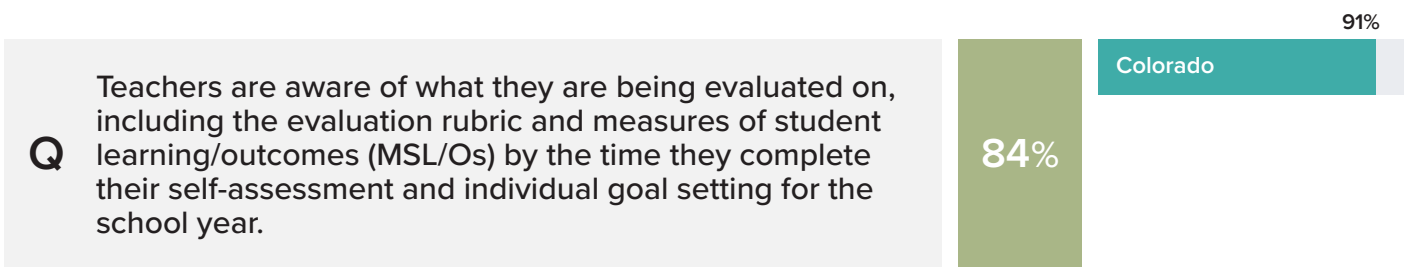 91%
Teachers are aware of what they are being evaluated on,
including the evaluation rubric and measures of student
Q learning/outcomes (MSL/Os) by the time they complete
their self-assessment and individual goal setting for the
school year.
84%
Colorado